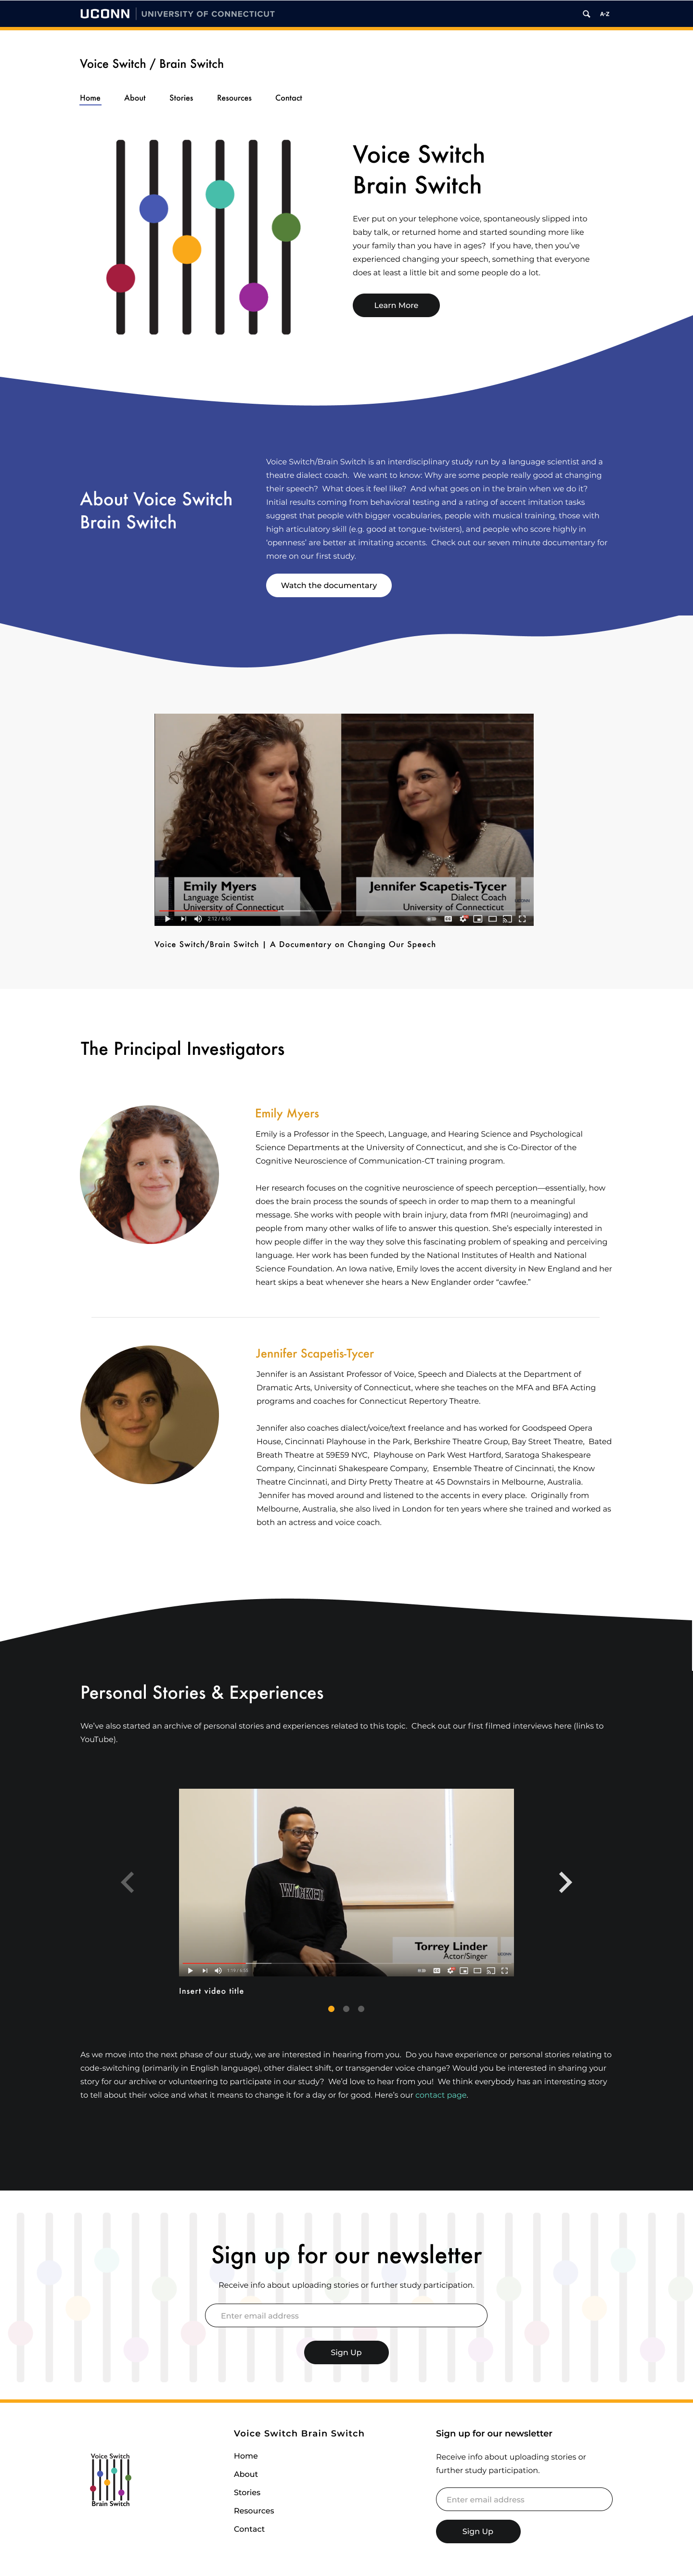 UCONN | UNIVERSITY OF CONNECTICUT
A-Z
Voice Switch / Brain Switch
Home About Stories Resources Contact
Voice Switch
Brain Switch
Ever put on your telephone voice, spontaneously slipped into
baby talk, or returned home and started sounding more like
your family than you have in ages? If you have, then you've
experienced changing your speech, something that everyone
does at least a little bit and some people do a lot.
Learn More
About Voice Switch
Brain Switch
Voice Switch/Brain Switch is an interdisciplinary study run by a language scientist and a
theatre dialect coach. We want to know: Why are some people really good at changing
their speech? What does it feel like? And what goes on in the brain when we do it?
Initial results coming from behavioral testing and a rating of accent imitation tasks
suggest that people with bigger vocabularies, people with musical training, those with
high articulatory skill (e.g. good at tongue-twisters), and people who score highly in
'openness' are better at imitating accents. Check out our seven minute documentary for
more on our first study.
Watch the documentary
Emily Myers
Language Scientist
University of Connecticut
Jennifer Scapetis-Tycer
Dialect Coach
University of Connecticut
UCONN
2:12 / 6:55
Voice Switch/Brain Switch | A Documentary on Changing Our Speech
The Principal Investigators
Emily Myers
Emily is a Professor in the Speech, Language, and Hearing Science and Psychological
Science Departments at the University of Connecticut, and she is Co-Director of the
Cognitive Neuroscience of Communication-CT training program.
Her research focuses on the cognitive neuroscience of speech perception—essentially, how
does the brain process the sounds of speech in order to map them to a meaningful
message. She works with people with brain injury, data from fMRI (neuroimaging) and
people from many other walks of life to answer this question. She's especially interested in
how people differ in the way they solve this fascinating problem of speaking and perceiving
language. Her work has been funded by the National Institutes of Health and National
Science Foundation. An Iowa native, Emily loves the accent diversity in New England and her
heart skips a beat whenever she hears a New Englander order "cawfee."
Jennifer Scapetis-Tycer
Jennifer is an Assistant Professor of Voice, Speech and Dialects at the Department of
Dramatic Arts, University of Connecticut, where she teaches on the MFA and BFA Acting
programs and coaches for Connecticut Repertory Theatre.
Jennifer also coaches dialect/voice/text freelance and has worked for Goodspeed Opera
House, Cincinnati Playhouse in the Park, Berkshire Theatre Group, Bay Street Theatre, Bated
Breath Theatre at 59E59 NYC, Playhouse on Park West Hartford, Saratoga Shakespeare
Company, Cincinnati Shakespeare Company, Ensemble Theatre of Cincinnati, the Know
Theatre Cincinnati, and Dirty Pretty Theatre at 45 Downstairs in Melbourne, Australia.
Jennifer has moved around and listened to the accents in every place. Originally from
Melbourne, Australia, she also lived in London for ten years where she trained and worked as
both an actress and voice coach.
Personal Stories & Experiences
We've also started an archive of personal stories and experiences related to this topic. Check out our first filmed interviews here (links to
YouTube).
WICKED
Torrey Linder
Actor/Singer
UCONN
Insert video title
As we move into the next phase of our study, we are interested in hearing from you. Do you have experience or personal stories relating to
code-switching (primarily in English language), other dialect shift, or transgender voice change? Would you be interested in sharing your
story for our archive or volunteering to participate in our study? We'd love to hear from you! We think everybody has an interesting story
to tell about their voice and what it means to change it for a day or for good. Here's our contact page.
Sign up for our newsletter
Receive info about uploading stories or further study participation.
Enter email address
Sign Up
Voice Switch
Brain Switch
Voice Switch Brain Switch
Home
About
Stories
Resources
Contact
Sign up for our newsletter
Receive info about uploading stories or
further study participation.
Enter email address
Sign Up